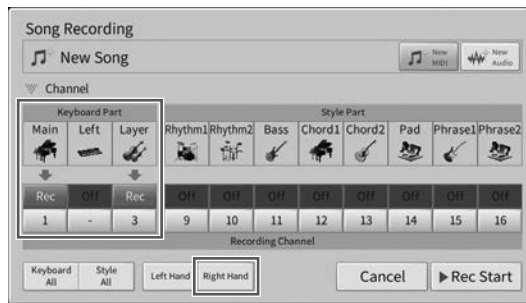 Song Recording
New Song
New MIDI
New Audio
Channel
Keyboard Part Style Part
Main Left Layer Rhythm1 Rhythm2 Bass Chord1 Chord2 Pad Phrase1 Phrase2
Rec Off Rec Off Off Off Off Off Off Off Off
1 - 3 9 10 11 12 13 14 15 16
Recording Channel
Keyboard All Style All Left Hand Right Hand Cancel Rec Start